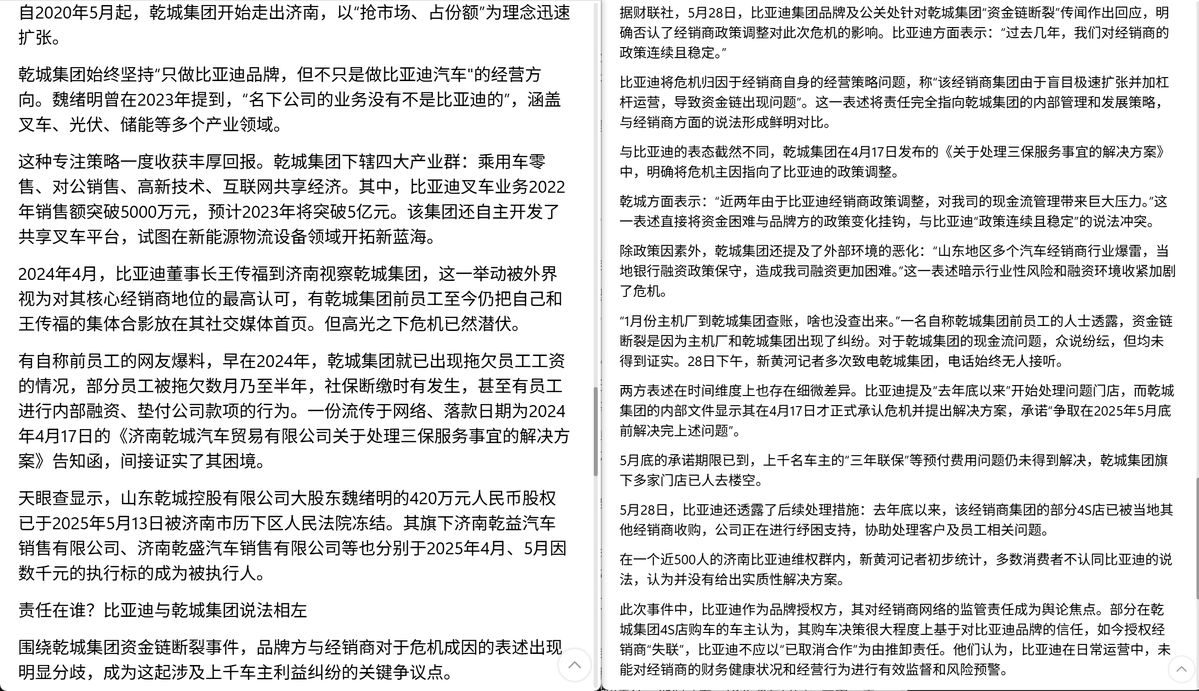 自2020年5月起，乾城集团开始走出济南，以“抢市场、占份额”为理念迅速
扩张。
乾城集团始终坚持“只做比亚迪品牌，但不只是做比亚迪汽车"的经营方
向。魏绪明曾在2023年提到，“名下公司的业务没有不是比亚迪的”，涵盖
叉车、光伏、储能等多个产业领域。
这种专注策略一度收获丰厚回报。乾城集团下辖四大产业群：乘用车零
售、对公销售、高新技术、互联网共享经济。其中，比亚迪叉车业务2022
年销售额突破5000万元，预计2023年将突破5亿元。该集团还自主开发了
共享叉车平台，试图在新能源物流设备领域开拓新蓝海。
2024年4月，比亚迪董事长王传福到济南视察乾城集团，这一举动被外界
视为对其核心经销商地位的最高认可，有乾城集团前员工至今仍把自己和
王传福的集体合影放在其社交媒体首页。但高光之下危机已然潜伏。
有自称前员工的网友爆料，早在2024年，乾城集团就已出现拖欠员工工资
的情况，部分员工被拖欠数月乃至半年，社保断缴时有发生，甚至有员工
进行内部融资、垫付公司款项的行为。一份流传于网络、落款日期为2024
年4月17日的《济南乾城汽车贸易有限公司关于处理三保服务事宜的解决方
案》告知函，间接证实了其困境。
天眼查显示，山东乾城控股有限公司大股东魏绪明的420万元人民币股权
已于2025年5月13日被济南市历下区人民法院冻结。其旗下济南乾益汽车
销售有限公司、济南乾盛汽车销售有限公司等也分别于2025年4月、5月因
数千元的执行标的成为被执行人。
责任在谁？比亚迪与乾城集团说法相左
围绕乾城集团资金链断裂事件，品牌方与经销商对于危机成因的表述出现
明显分歧，成为这起涉及上千车主利益纠纷的关键争议点。
据财联社，5月28日，比亚迪集团品牌及公关处针对乾城集团“资金链断裂”传闻作出回应，明
确否认了经销商政策调整对此次危机的影响。比亚迪方面表示：“过去几年，我们对经销商的
政策连续且稳定。”
比亚迪将危机归因于经销商自身的经营策略问题，称“该经销商集团由于盲目极速扩张并加杠
杆运营，导致资金链出现问题”。这一表述将责任完全指向乾城集团的内部管理和发展策略，
与经销商方面的说法形成鲜明对比。
与比亚迪的表态截然不同，乾城集团在4月17日发布的《关于处理三保服务事宜的解决方案》
中，明确将危机主因指向了比亚迪的政策调整。
乾城方面表示：“近两年由于比亚迪经销商政策调整，对我司的现金流管理带来巨大压力。”这
一表述直接将资金困难与品牌方的政策变化挂钩，与比亚迪“政策连续且稳定”的说法冲突。
除政策因素外，乾城集团还提及了外部环境的恶化：“山东地区多个汽车经销商行业爆雷，当
地银行融资政策保守，造成我司融资更加困难。”这一表述暗示行业性风险和融资环境收紧加剧
了危机。
“1月份主机厂到乾城集团查账，啥也没查出来。”一名自称乾城集团前员工的人士透露，资金链
断裂是因为主机厂和乾城集团出现了纠纷。对于乾城集团的现金流问题，众说纷纭，但均未
得到证实。28日下午，新黄河记者多次致电乾城集团，电话始终无人接听。
两方表述在时间维度上也存在细微差异。比亚迪提及“去年底以来”开始处理问题门店，而乾城
集团的内部文件显示其在4月17日才正式承认危机并提出解决方案，承诺“争取在2025年5月底
前解决完上述问题”。
5月底的承诺期限已到，上千名车主的“三年联保”等预付费用问题仍未得到解决，乾城集团旗
下多家门店已人去楼空。
5月28日，比亚迪还透露了后续处理措施：去年底以来，该经销商集团的部分4S店已被当地其
他经销商收购，公司正在进行纾困支持，协助处理客户及员工相关问题。
在一个近500人的济南比亚迪维权群内，新黄河记者初步统计，多数消费者不认同比亚迪的说
法，认为并没有给出实质性解决方案。
此次事件中，比亚迪作为品牌授权方，其对经销商网络的监管责任成为舆论焦点。部分在乾
城集团4S店购车的车主认为，其购车决策很大程度上基于对比亚迪品牌的信任，如今授权经
销商“失联”，比亚迪不应以“已取消合作”为由推卸责任。他们认为，比亚迪在日常运营中，未
能对经销商的财务健康状况和经营行为进行有效监督和风险预警。